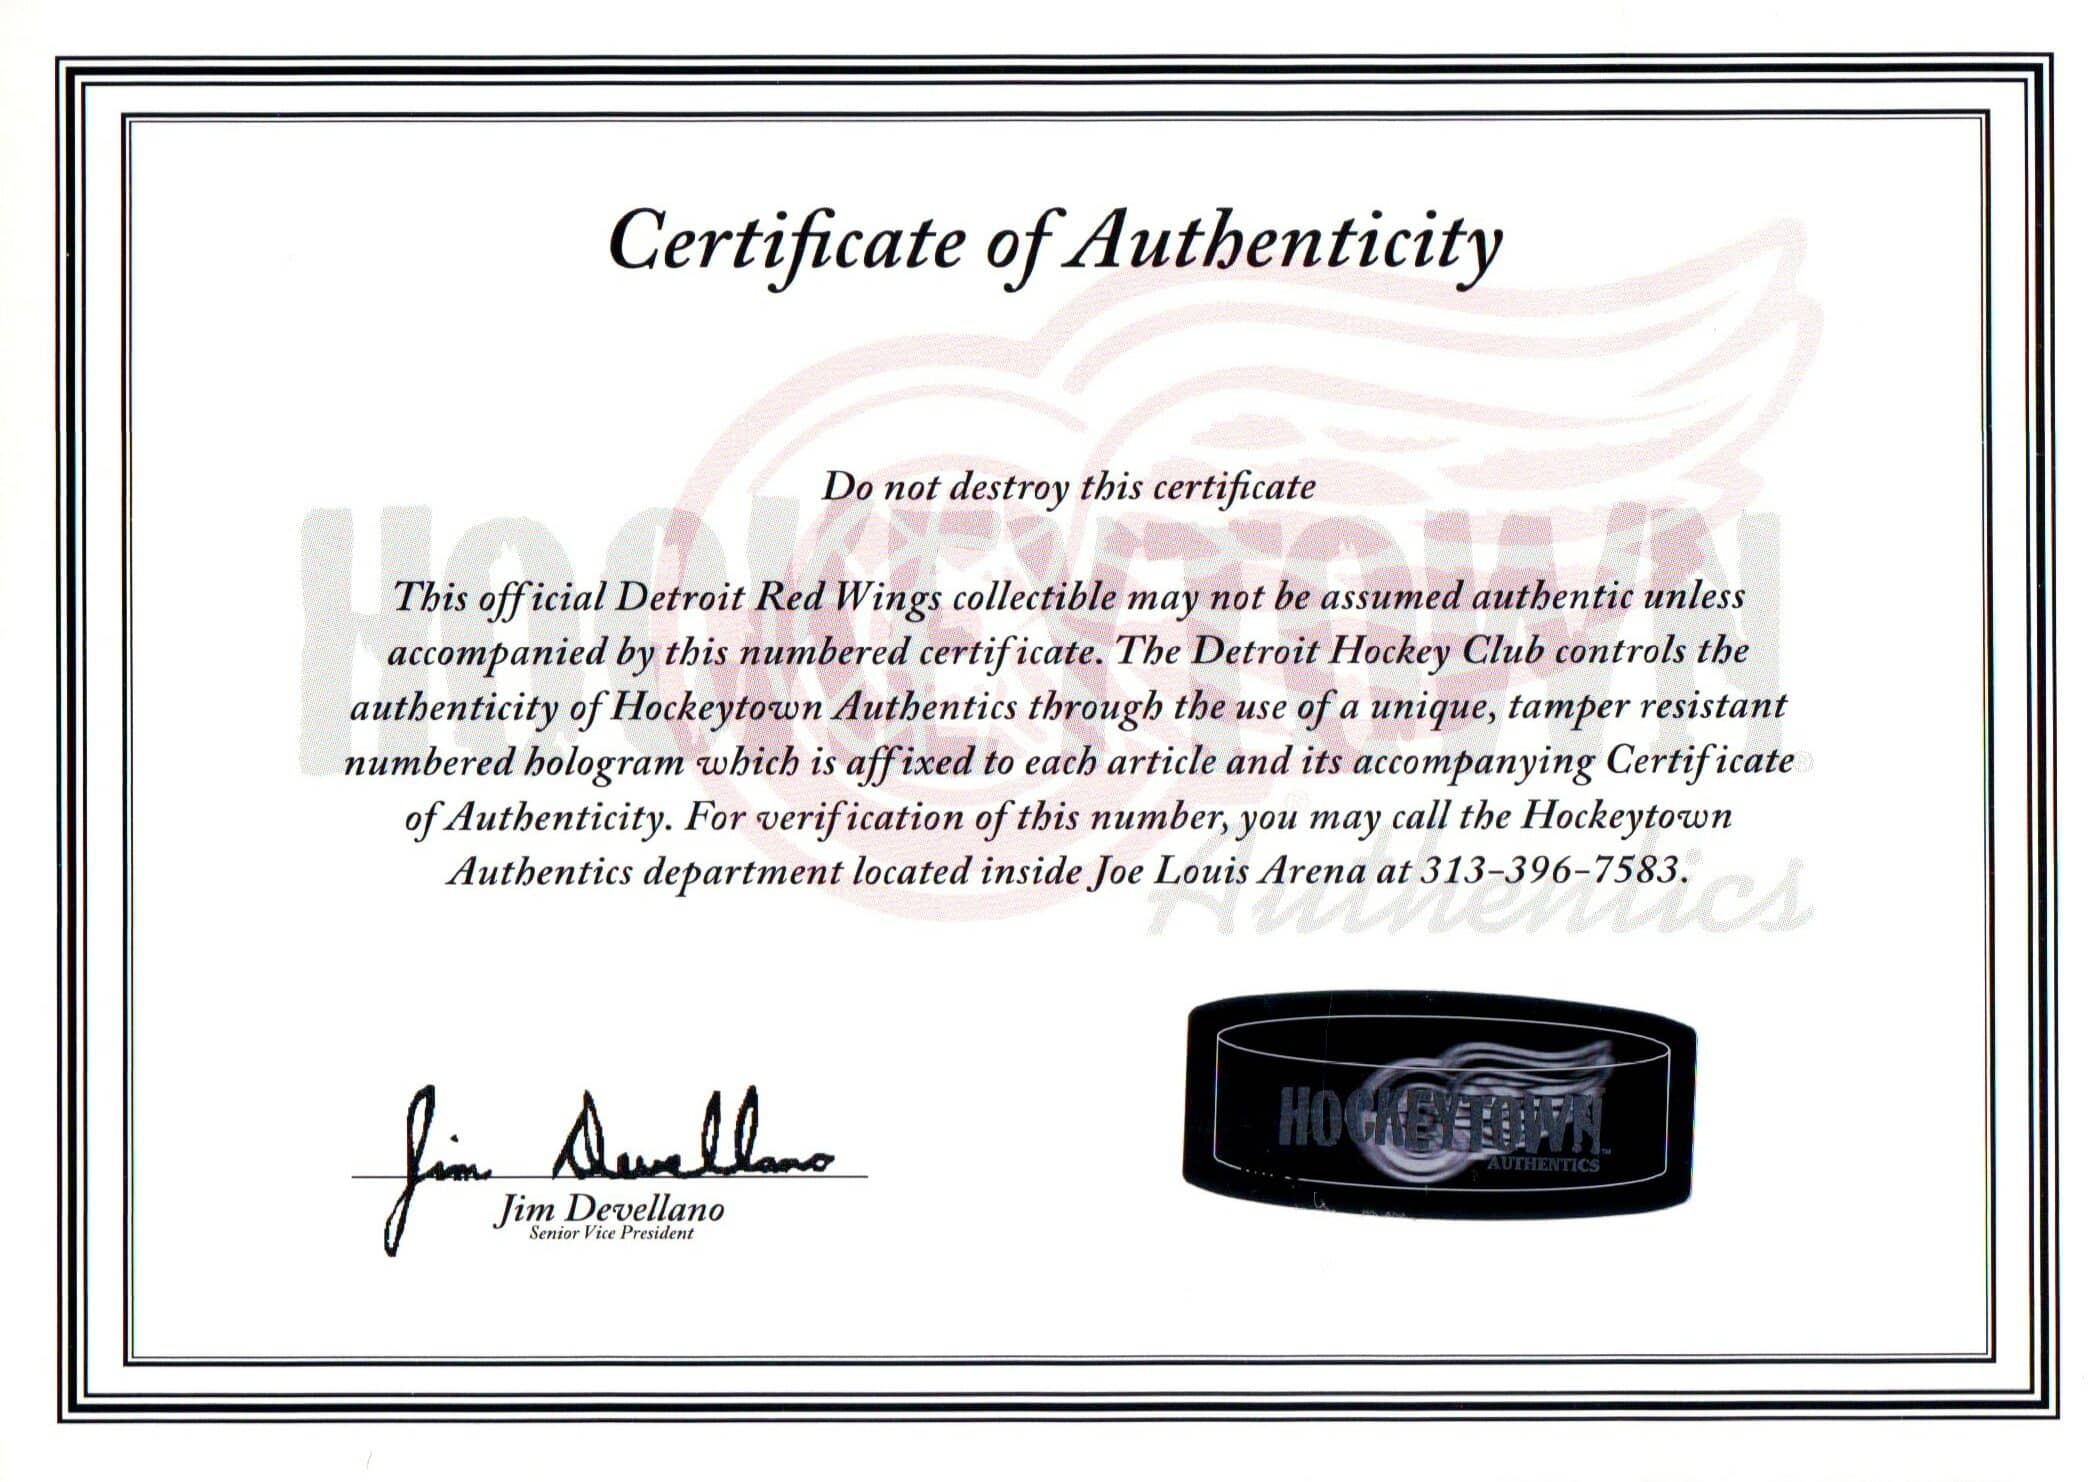 Certificate of Authenticity
Do not destroy this certificate
HOCKEYTOWN
This official Detroit Red Wings collectible may not be assumed authentic unless
accompanied by this numbered certificate. The Detroit Hockey Club controls the
authenticity of Hockeytown Authentics through the use of a unique, tamper resistant
numbered hologram which is affixed to each article and its accompanying Certificate
of Authenticity. For verification of this number, you may call the Hockeytown
Authentics department located inside Joe Louis Arena at 313-396-7583.
Authentics
Jim Devellano
Jim Devellano
Senior Vice President
HOCKEYTOWN™
AUTHENTICS